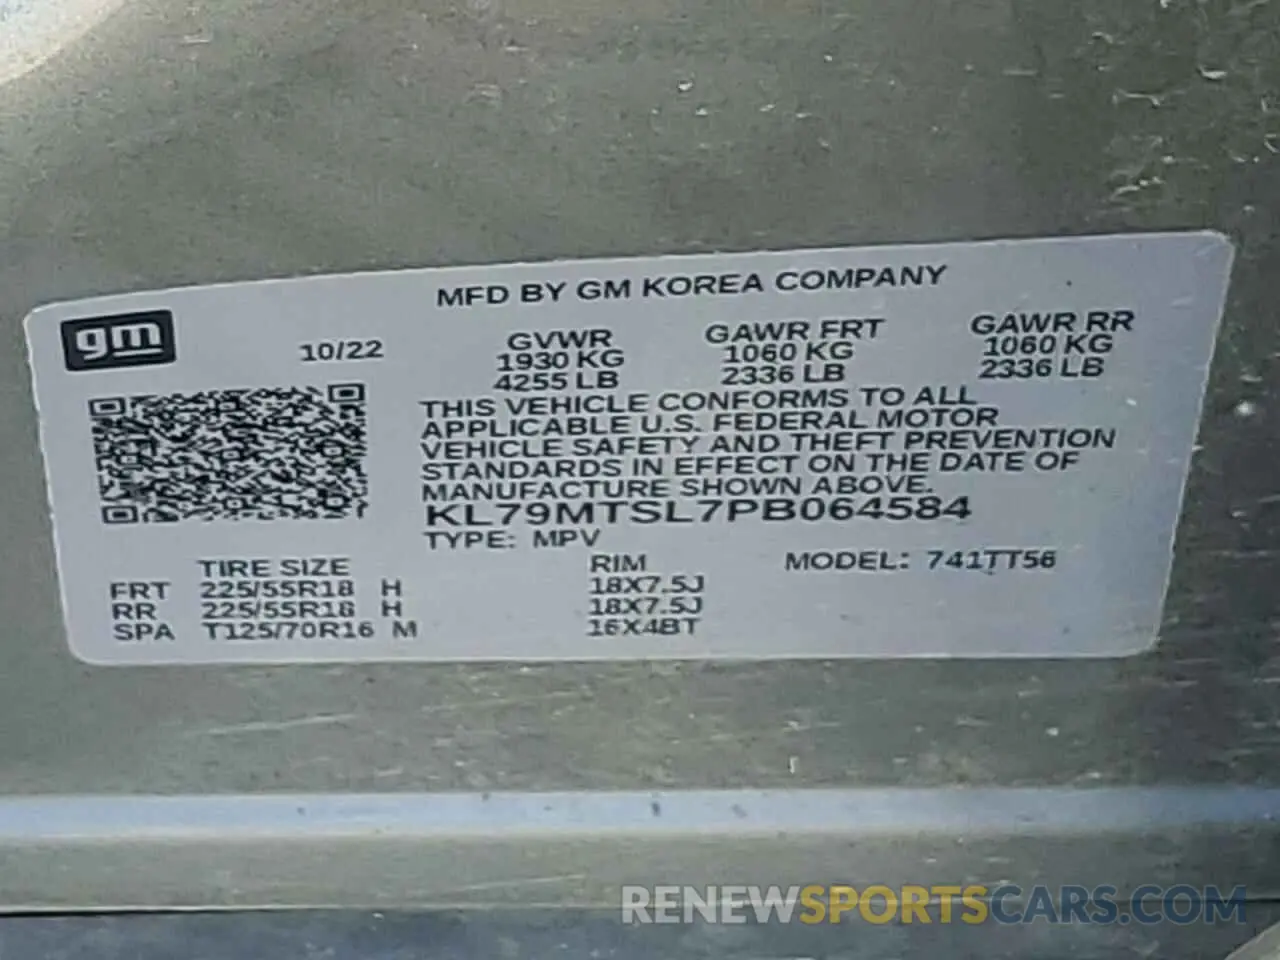 MFD BY GM KOREA COMPANY
gm
10/22
GVWR
1930 KG
4255 LB
GAWR FRT
1060 KG
2336 LB
GAWR RR
1060 KG
2336 LB
THIS VEHICLE CONFORMS TO ALL
APPLICABLE U.S. FEDERAL MOTOR
VEHICLE SAFETY AND THEFT PREVENTION
STANDARDS IN EFFECT ON THE DATE OF
MANUFACTURE SHOWN ABOVE.
KL79MTSL7PB064584
TYPE: MPV
TIRE SIZE RIM MODEL: 741TT56
FRT 225/55R18 H 18X7.5J
RR 225/55R18 H 18X7.5J
SPA T125/70R16 M 16X4BT
RENEWSPORTSCARS.COM